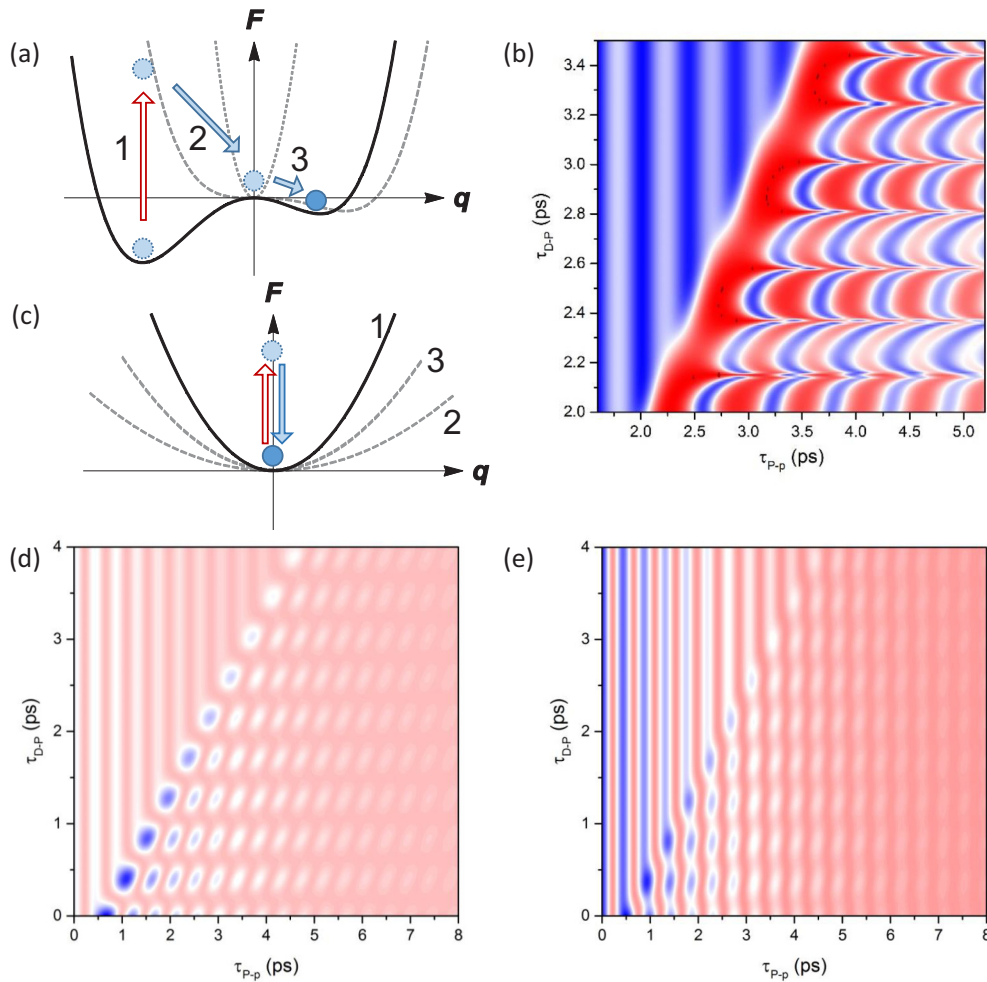 (a)
F
1
2
3
q
(b)
3.4
3.2
3.0
2.8
2.6
2.4
2.2
2.0
τD-P (ps)
2.0 2.5 3.0 3.5 4.0 4.5 5.0
τP-p (ps)
(c)
F
1
3
2
q
(d)
4
3
2
1
0
τD-P (ps)
0 1 2 3 4 5 6 7 8
τP-p (ps)
(e)
4
3
2
1
0
τD-P (ps)
0 1 2 3 4 5 6 7 8
τP-p (ps)